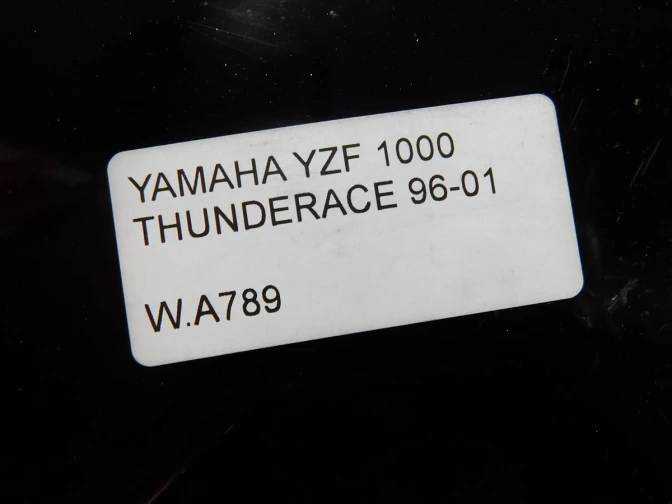 YAMAHA YZF 1000
THUNDERACE 96-01
W.A789